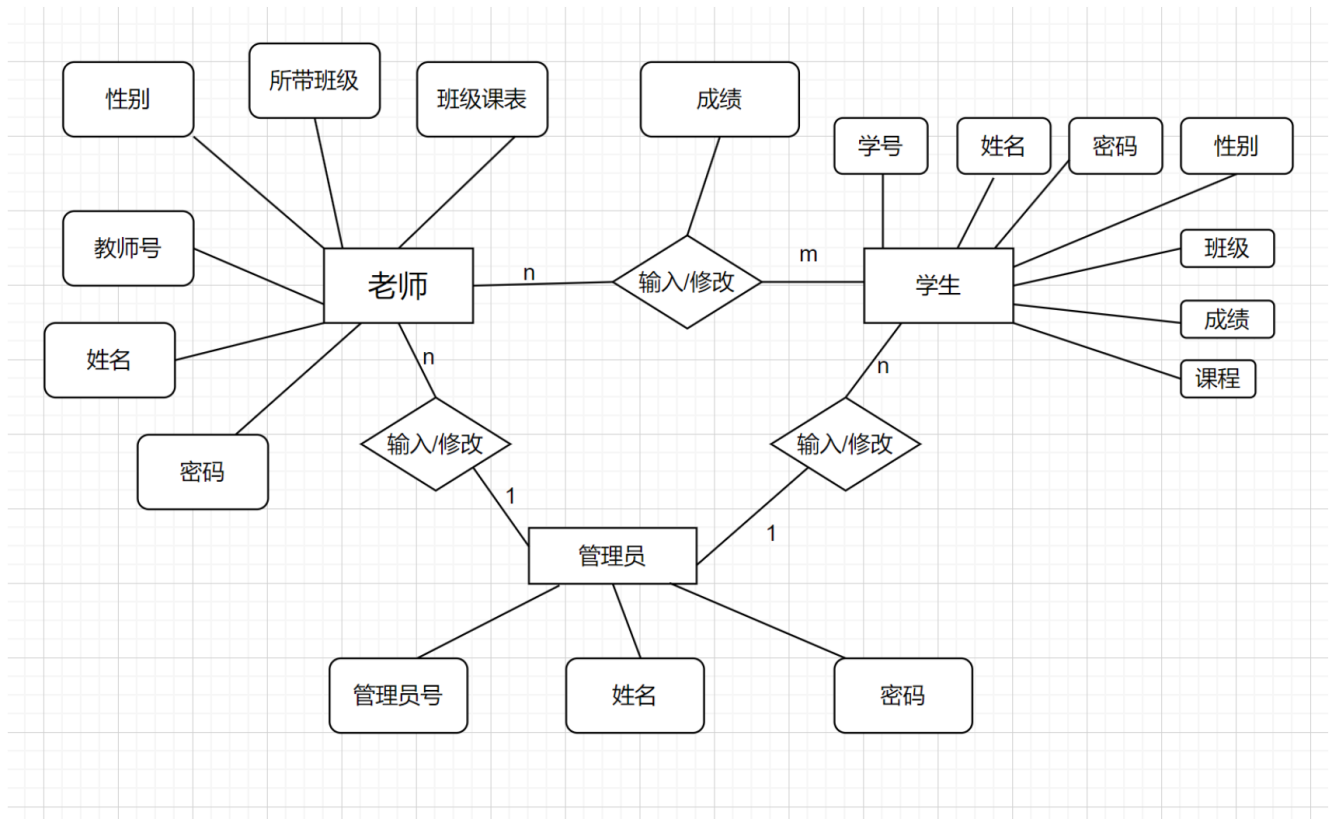 所带班级
性别
班级课表
成绩
学号
姓名
密码
性别
教师号
老师
n
输入/修改
m
学生
班级
成绩
课程
姓名
n
n
密码
输入/修改
输入/修改
1
1
管理员
管理员号
姓名
密码